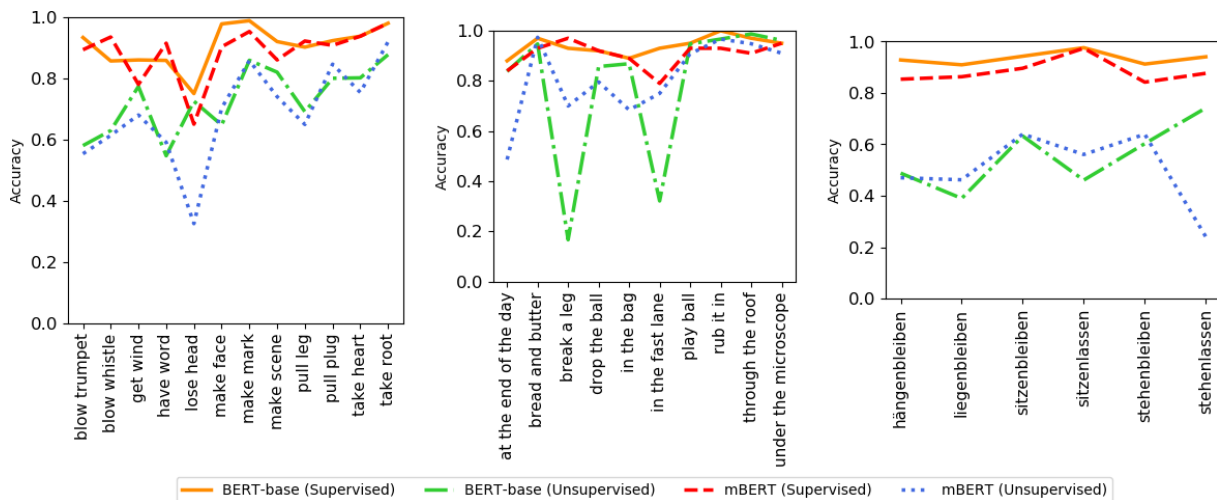 1.0
0.8
0.6
0.4
0.2
0.0
Accuracy
blow trumpet
blow whistle
get wind
have word
lose head
make face
make mark
make scene
pull leg
pull plug
take heart
take root
1.0
0.8
0.6
0.4
0.2
0.0
Accuracy
at the end of the day
bread and butter
break a leg
drop the ball
in the bag
in the fast lane
play ball
rub it in
through the roof
under the microscope
1.0
0.8
0.6
0.4
0.2
0.0
Accuracy
hängenbleiben
liegenbleiben
sitzenbleiben
sitzenlassen
stehenbleiben
stehenlassen
BERT-base (Supervised)
BERT-base (Unsupervised)
mBERT (Supervised)
mBERT (Unsupervised)